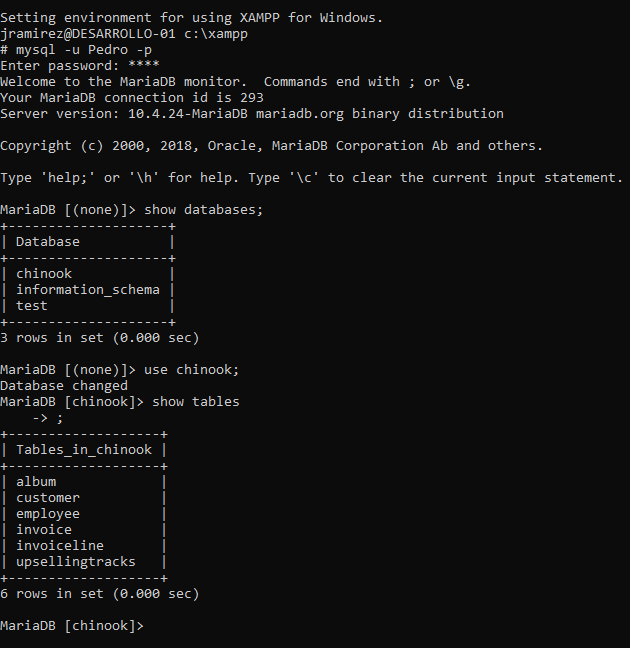 Setting environment for using XAMPP for Windows.
jramirez@DESARROLLO-01 c:\xampp
# mysql -u Pedro -p
Enter password: ****
Welcome to the MariaDB monitor.  Commands end with ; or \g.
Your MariaDB connection id is 293
Server version: 10.4.24-MariaDB mariadb.org binary distribution

Copyright (c) 2000, 2018, Oracle, MariaDB Corporation Ab and others.

Type 'help;' or '\h' for help. Type '\c' to clear the current input statement.

MariaDB [(none)]> show databases;
+--------------------+
| Database           |
+--------------------+
| chinook            |
| information_schema |
| test               |
+--------------------+
3 rows in set (0.000 sec)

MariaDB [(none)]> use chinook;
Database changed
MariaDB [chinook]> show tables
    -> ;
+-------------------+
| Tables_in_chinook |
+-------------------+
| album             |
| customer          |
| employee          |
| invoice           |
| invoiceline       |
| upsellingtracks   |
+-------------------+
6 rows in set (0.000 sec)

MariaDB [chinook]>